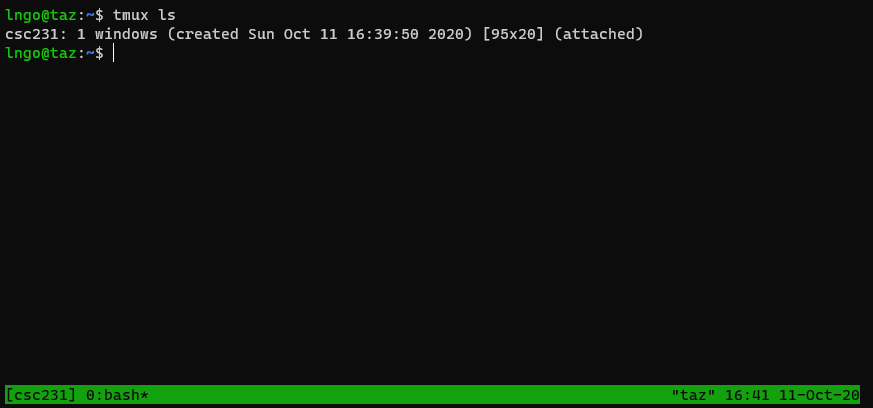 lngo@taz:~$ tmux ls
csc231: 1 windows (created Sun Oct 11 16:39:50 2020) [95x20] (attached)
lngo@taz:~$
[csc231] 0:bash* "taz" 16:41 11-Oct-20